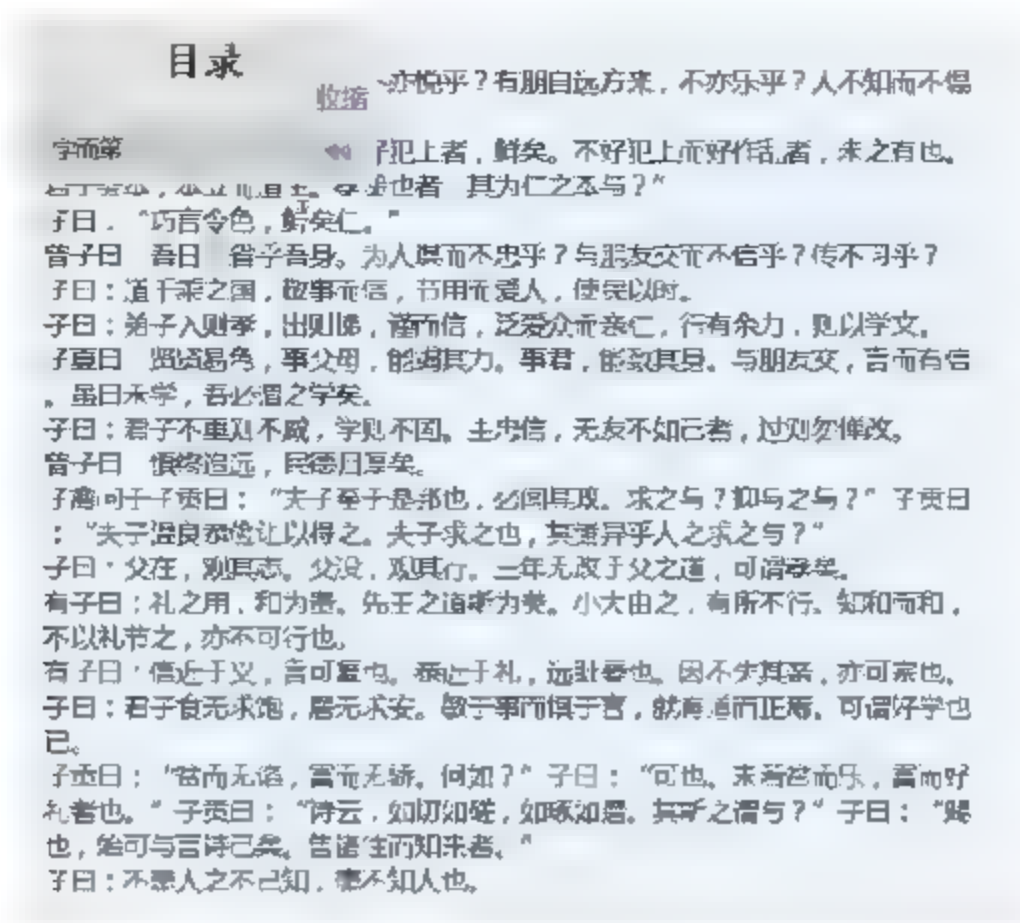 目录
收缩
亦悦乎？有朋自远方来，不亦乐乎？人不知而不愠
学而第
犯上者，鲜矣。不好犯上而好作乱者，未之有也。
也者 其为仁之本与？"
子曰："巧言令色，鲜矣仁。"
曾子曰 吾日 省乎吾身。为人谋而不忠乎？与朋友交而不信乎？传不习乎？
子曰：道千乘之国，敬事而信，节用而爱人，使民以时。
子曰：弟子入则孝，出则悌，谨而信，泛爱众而亲仁，行有余力，则以学文。
子夏曰 贤贤易色，事父母，能竭其力。事君，能致其身。与朋友交，言而有信
。虽曰未学，吾必谓之学矣。
子曰：君子不重则不威，学则不固。主忠信，无友不如己者，过则勿惮改。
曾子曰 慎终追远，民德归厚矣。
子禽问于子贡曰："夫子至于是邦也，必闻其政。求之与？抑与之与？"子贡曰
："夫子温良恭俭让以得之。夫子求之也，其诸异乎人之求之与？"
子曰：父在，观其志。父没，观其行。三年无改于父之道，可谓孝矣。
有子曰：礼之用，和为贵。先王之道斯为美。小大由之，有所不行。知和而和，
不以礼节之，亦不可行也。
有子曰：信近于义，言可复也。恭近于礼，远耻辱也。因不失其亲，亦可宗也。
子曰：君子食无求饱，居无求安。敏于事而慎于言，就有道而正焉。可谓好学也
已。
子贡曰："贫而无谄，富而无骄。何如？"子曰："可也。未若贫而乐，富而好
礼者也。"子贡曰："诗云，如切如磋，如琢如磨。其斯之谓与？"子曰："赐
也，始可与言诗已矣。告诸往而知来者。"
子曰：不患人之不己知，患不知人也。